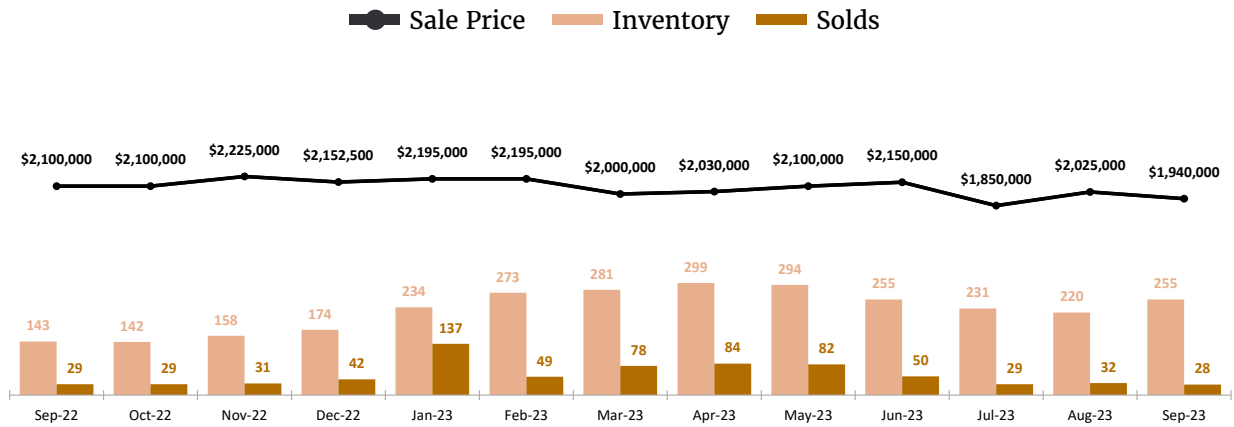 Sale Price Inventory Solds
$2,100,000 $2,100,000 $2,225,000 $2,152,500 $2,195,000 $2,195,000 $2,000,000 $2,030,000 $2,100,000 $2,150,000 $1,850,000 $2,025,000 $1,940,000
143 142 158 174 234 273 281 299 294 255 231 220 255
29 29 31 42 137 49 78 84 82 50 29 32 28
Sep-22 Oct-22 Nov-22 Dec-22 Jan-23 Feb-23 Mar-23 Apr-23 May-23 Jun-23 Jul-23 Aug-23 Sep-23